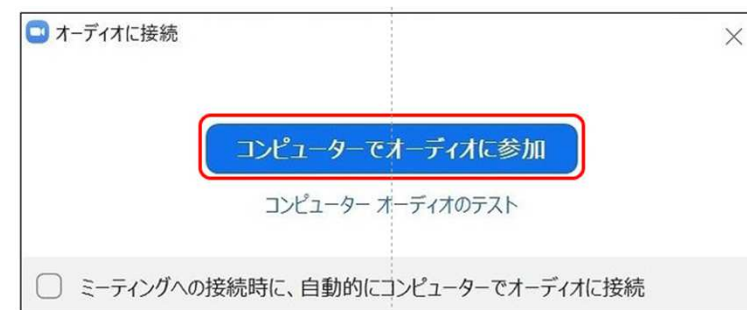 オーディオに接続
コンピューターでオーディオに参加
コンピューター オーディオのテスト
ミーティングへの接続時に、自動的にコンピューターでオーディオに接続